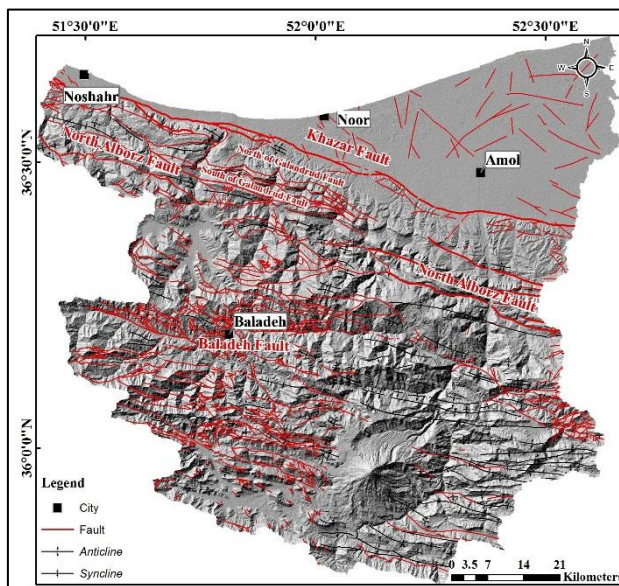 51°30'0"E 52°0'0"E 52°30'0"E
N
W E
S
Noshahr
Noor
Khazar Fault
North Alborz Fault
North of Galandrud Fault
Amol
36°30'0"N
South of Galandrud Fault
North Alborz Fault
Baladeh
Baladeh Fault
36°0'0"N
Legend
City
Fault
Anticline
Syncline
0 3.5 7 14 21
Kilometers